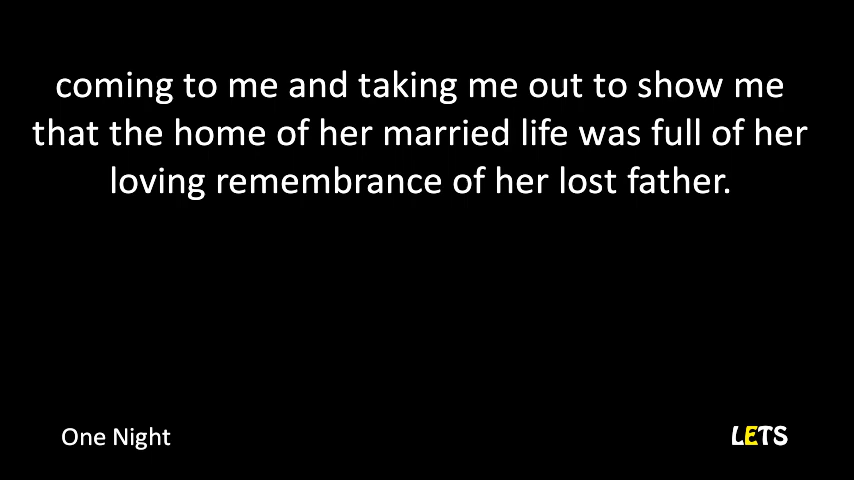 coming to me and taking me out to show me
that the home of her married life was full of her
loving remembrance of her lost father.
One Night
LETS